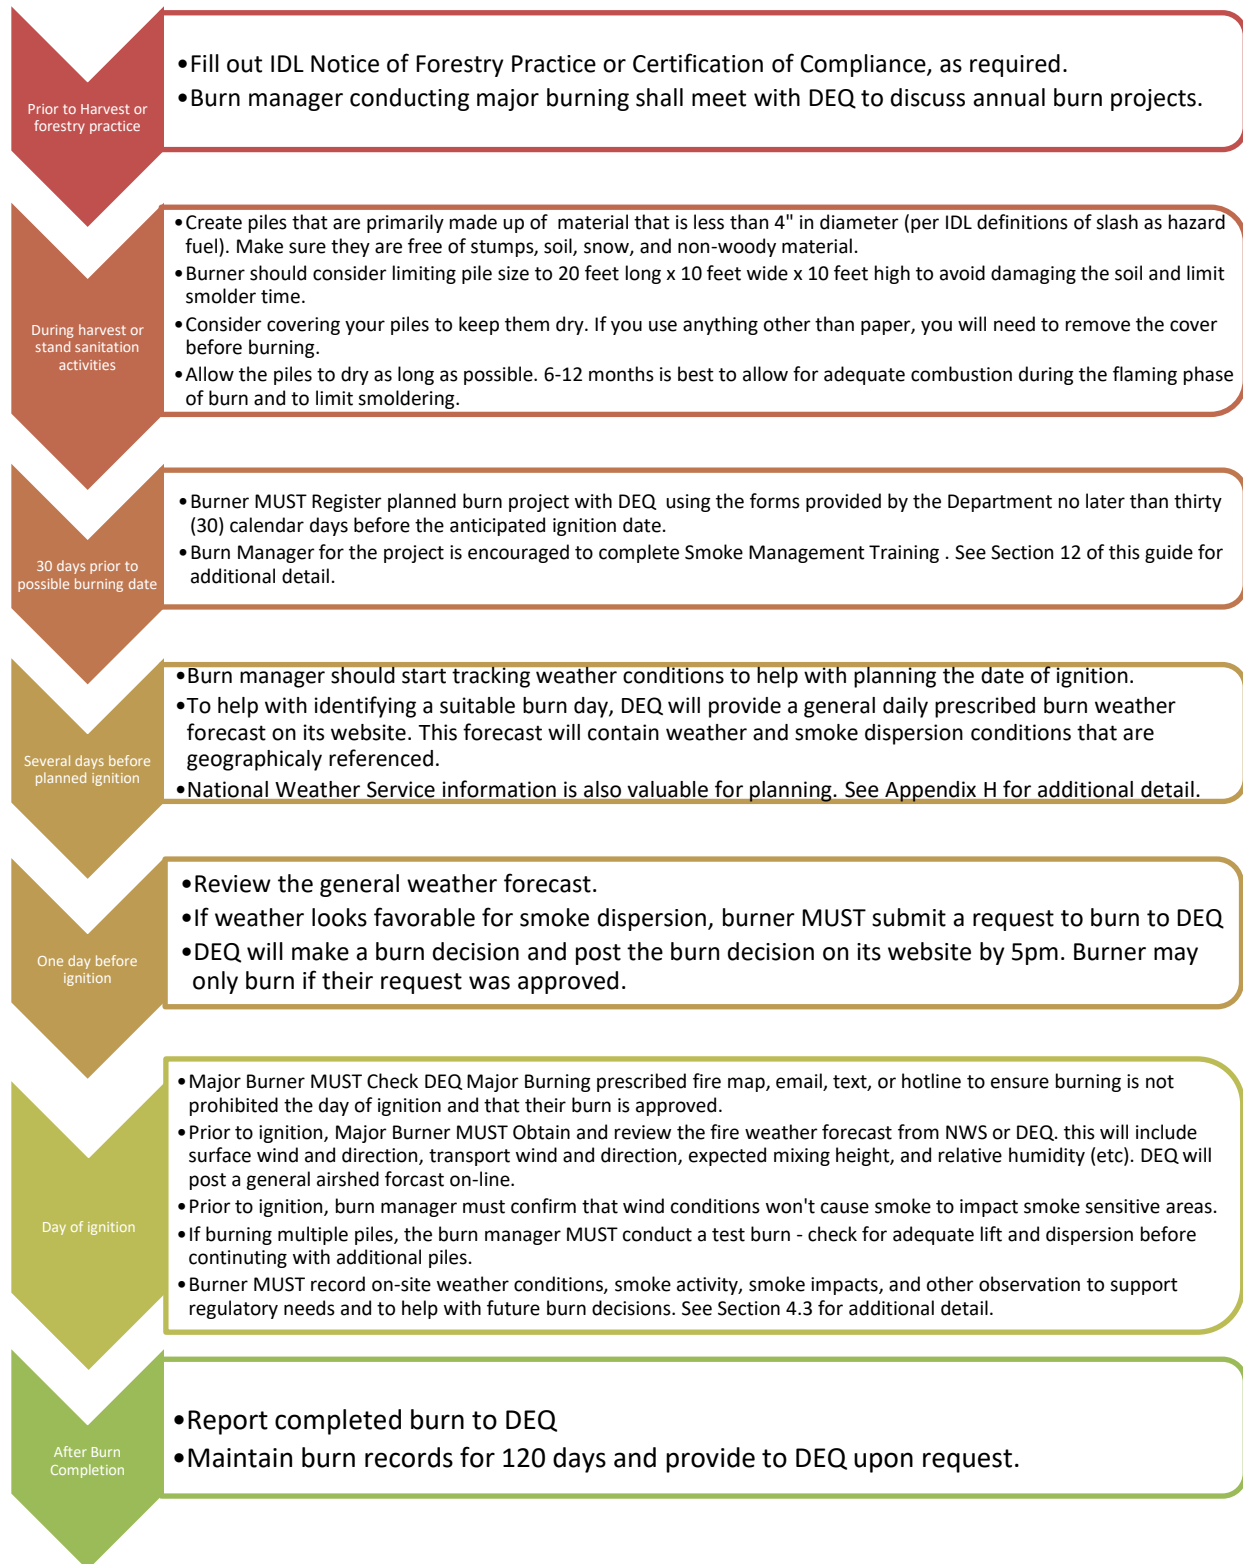 Prior to Harvest or
forestry practice
•Fill out IDL Notice of Forestry Practice or Certification of Compliance, as required.
•Burn manager conducting major burning shall meet with DEQ to discuss annual burn projects.
During harvest or
stand sanitation
activities
•Create piles that are primarily made up of material that is less than 4" in diameter (per IDL definitions of slash as hazard
fuel). Make sure they are free of stumps, soil, snow, and non-woody material.
•Burner should consider limiting pile size to 20 feet long x 10 feet wide x 10 feet high to avoid damaging the soil and limit
smolder time.
•Consider covering your piles to keep them dry. If you use anything other than paper, you will need to remove the cover
before burning.
•Allow the piles to dry as long as possible. 6-12 months is best to allow for adequate combustion during the flaming phase
of burn and to limit smoldering.
30 days prior to
possible burning date
•Burner MUST Register planned burn project with DEQ using the forms provided by the Department no later than thirty
(30) calendar days before the anticipated ignition date.
•Burn Manager for the project is encouraged to complete Smoke Management Training . See Section 12 of this guide for
additional detail.
Several days before
planned ignition
•Burn manager should start tracking weather conditions to help with planning the date of ignition.
•To help with identifying a suitable burn day, DEQ will provide a general daily prescribed burn weather
forecast on its website. This forecast will contain weather and smoke dispersion conditions that are
geographicaly referenced.
•National Weather Service information is also valuable for planning. See Appendix H for additional detail.
One day before
ignition
•Review the general weather forecast.
•If weather looks favorable for smoke dispersion, burner MUST submit a request to burn to DEQ
•DEQ will make a burn decision and post the burn decision on its website by 5pm. Burner may
only burn if their request was approved.
Day of ignition
•Major Burner MUST Check DEQ Major Burning prescribed fire map, email, text, or hotline to ensure burning is not
prohibited the day of ignition and that their burn is approved.
•Prior to ignition, Major Burner MUST Obtain and review the fire weather forecast from NWS or DEQ. this will include
surface wind and direction, transport wind and direction, expected mixing height, and relative humidity (etc). DEQ will
post a general airshed forcast on-line.
•Prior to ignition, burn manager must confirm that wind conditions won't cause smoke to impact smoke sensitive areas.
•If burning multiple piles, the burn manager MUST conduct a test burn - check for adequate lift and dispersion before
continuting with additional piles.
•Burner MUST record on-site weather conditions, smoke activity, smoke impacts, and other observation to support
regulatory needs and to help with future burn decisions. See Section 4.3 for additional detail.
After Burn
Completion
•Report completed burn to DEQ
•Maintain burn records for 120 days and provide to DEQ upon request.